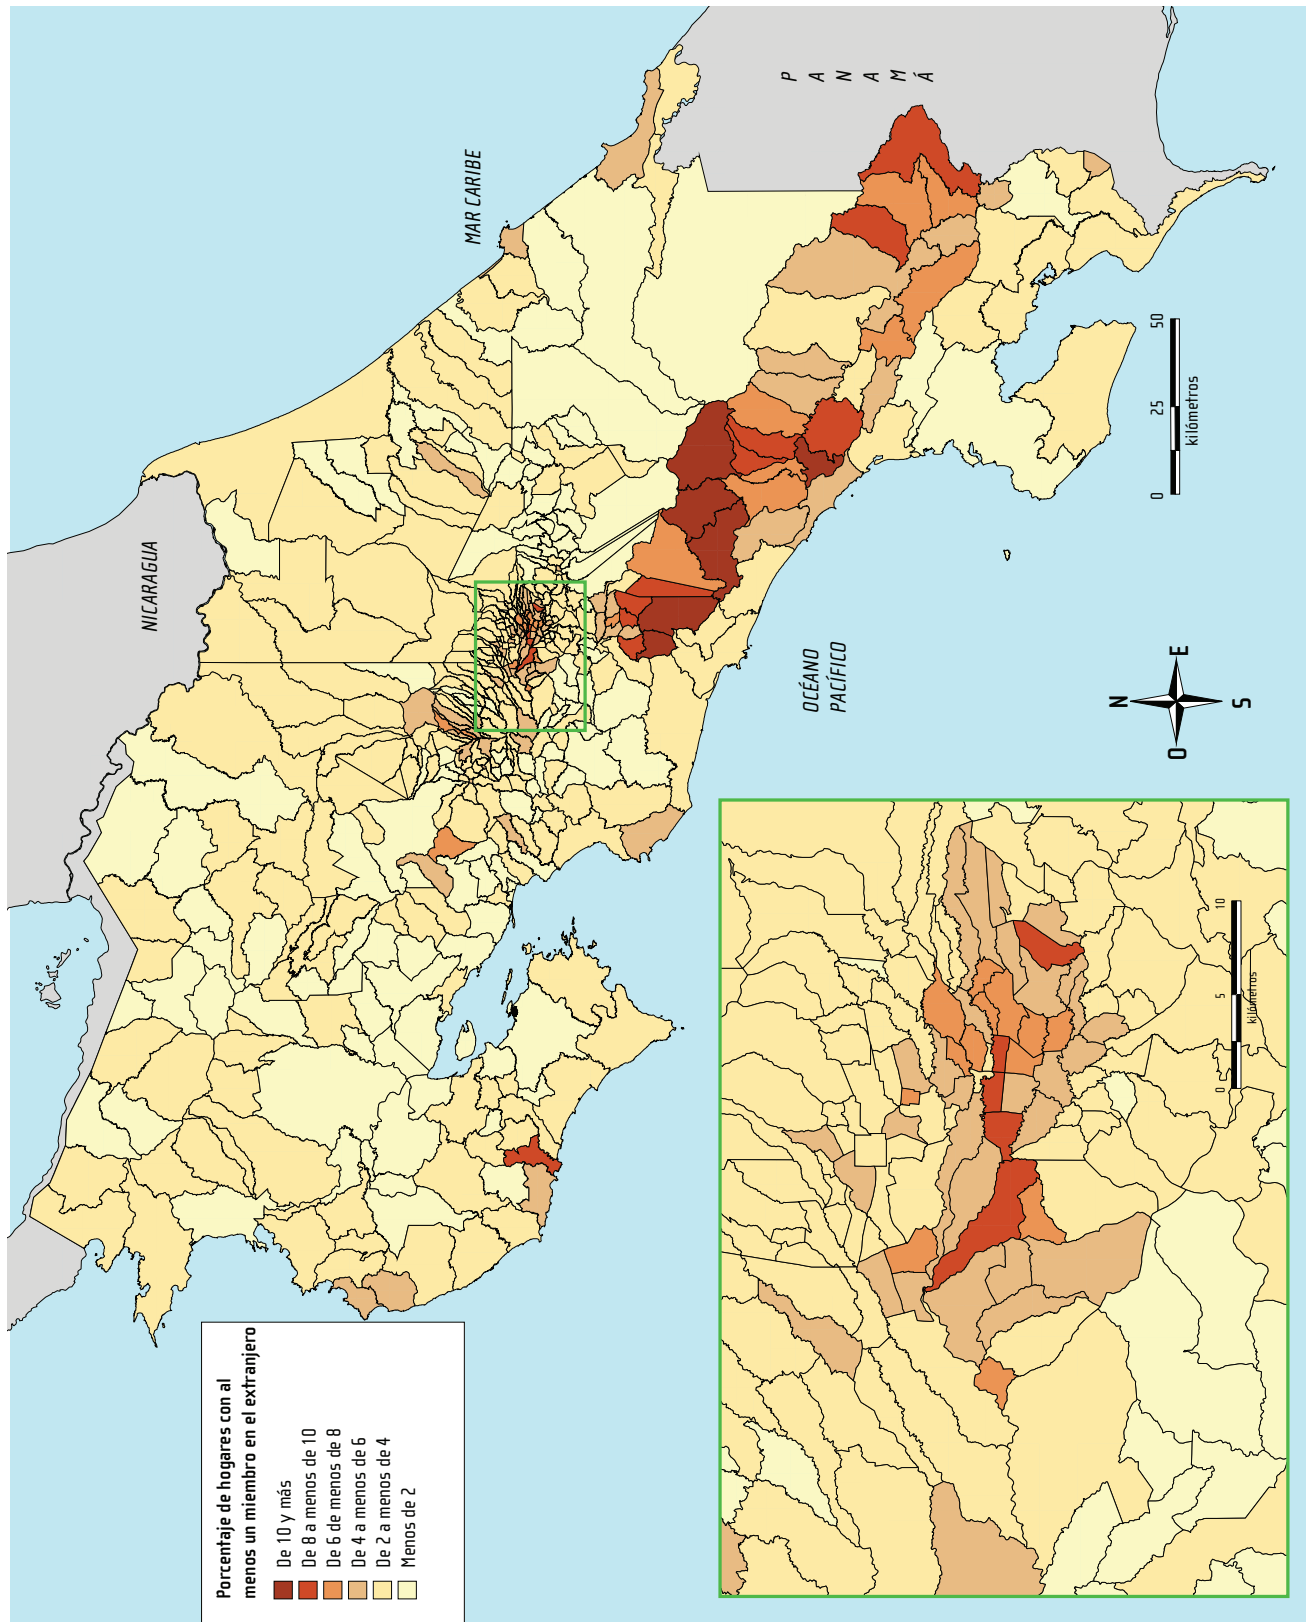 Porcentaje de hogares con al
menos un miembro en el extranjero
De 10 y más
De 8 a menos de 10
De 6 de menos de 8
De 4 a menos de 6
De 2 a menos de 4
Menos de 2
NICARAGUA
MAR CARIBE
PANAMÁ
OCÉANO
PACÍFICO
N
O
E
S
0 25 50
kilómetros
0 5 10
kilómetros